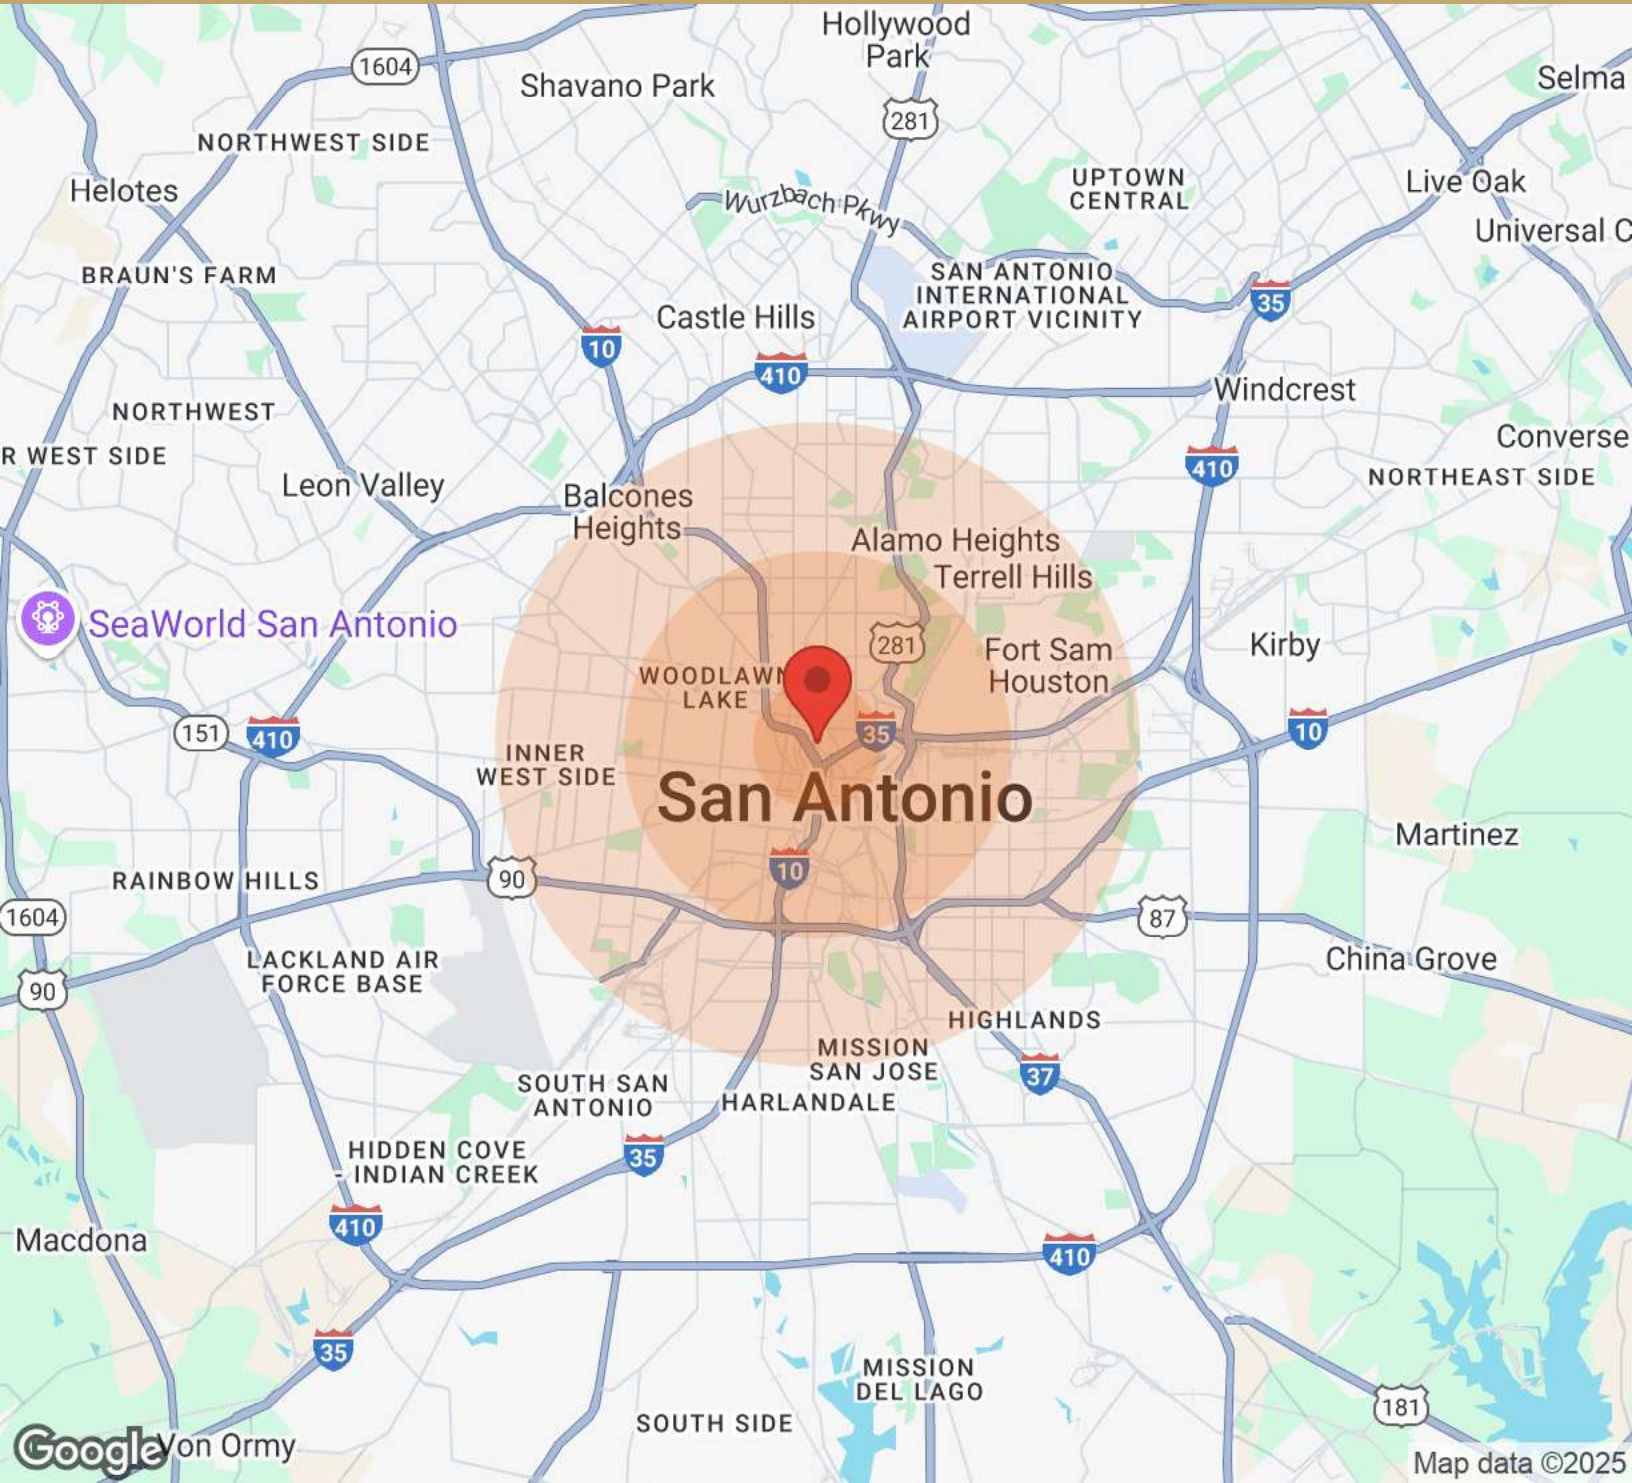 Hollywood
Park
1604
Shavano Park
Selma
281
NORTHWEST SIDE
Helotes
UPTOWN
CENTRAL
Live Oak
Wurzbach Pkwy
Universal C
BRAUN'S FARM
SAN ANTONIO
INTERNATIONAL
AIRPORT VICINITY
35
Castle Hills
10
410
Windcrest
NORTHWEST
Converse
R WEST SIDE
410
NORTHEAST SIDE
Leon Valley
Balcones
Heights
Alamo Heights
Terrell Hills
SeaWorld San Antonio
281
Kirby
Fort Sam
Houston
WOODLAWN
LAKE
151
410
35
10
INNER
WEST SIDE
San Antonio
Martinez
10
RAINBOW HILLS
90
1604
87
LACKLAND AIR
FORCE BASE
China Grove
90
HIGHLANDS
MISSION
SAN JOSE
37
SOUTH SAN
ANTONIO
HARLANDALE
HIDDEN COVE
- INDIAN CREEK
35
410
Macdona
410
35
MISSION
DEL LAGO
181
SOUTH SIDE
Google
Von Ormy
Map data ©2025